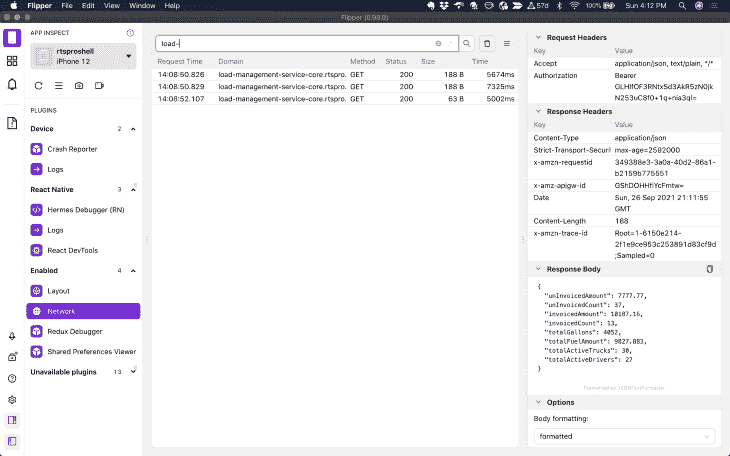 Flipper File Edit View Window Help
57d
100%
Sun 4:12 PM
Flipper (0.98.0)
APP INSPECT
rtsproshell
iPhone 12
PLUGINS
Device 2
Crash Reporter
Logs
React Native 3
Hermes Debugger (RN)
Logs
React DevTools
Enabled 4
Layout
Network
Redux Debugger
Shared Preferences Viewer
Unavailable plugins 13
load-
.*
Request Time Domain Method Status Size Time
14:08:50.826 load-management-service-core.rtspro. GET 200 188 B 5674ms
14:08:50.829 load-management-service-core.rtspro. GET 200 188 B 7325ms
14:08:52.107 load-management-service-core.rtspro. GET 200 63 B 5002ms
Request Headers
Key Value
Accept application/json, text/plain, */*
Authorization Bearer
N253uC8f0+1q+nia3qI=
Response Headers
Key Value
Content-Type application/json
Strict-Transport-Securit max-age=2592000
x-amzn-requestid 349388e3-3a0a-40d2-86a1-
b2159b775551
x-amz-apigw-id GShDOHHfiYcFmtw=
Date Sun, 26 Sep 2021 21:11:55
GMT
Content-Length 188
x-amzn-trace-id Root=1-6150e214-
2f1e9ce953c253891d83cf9d
;Sampled=0
Response Body
{
"unInvoicedAmount": 7777.77,
"unInvoicedCount": 37,
"invoicedAmount": 10187.16,
"invoicedCount": 13,
"totalGallons": 4052,
"totalFuelAmount": 9827.883,
"totalActiveTrucks": 30,
"totalActiveDrivers": 27
}
Formatted by JSONTextFormatter
Options
Body formatting:
formatted